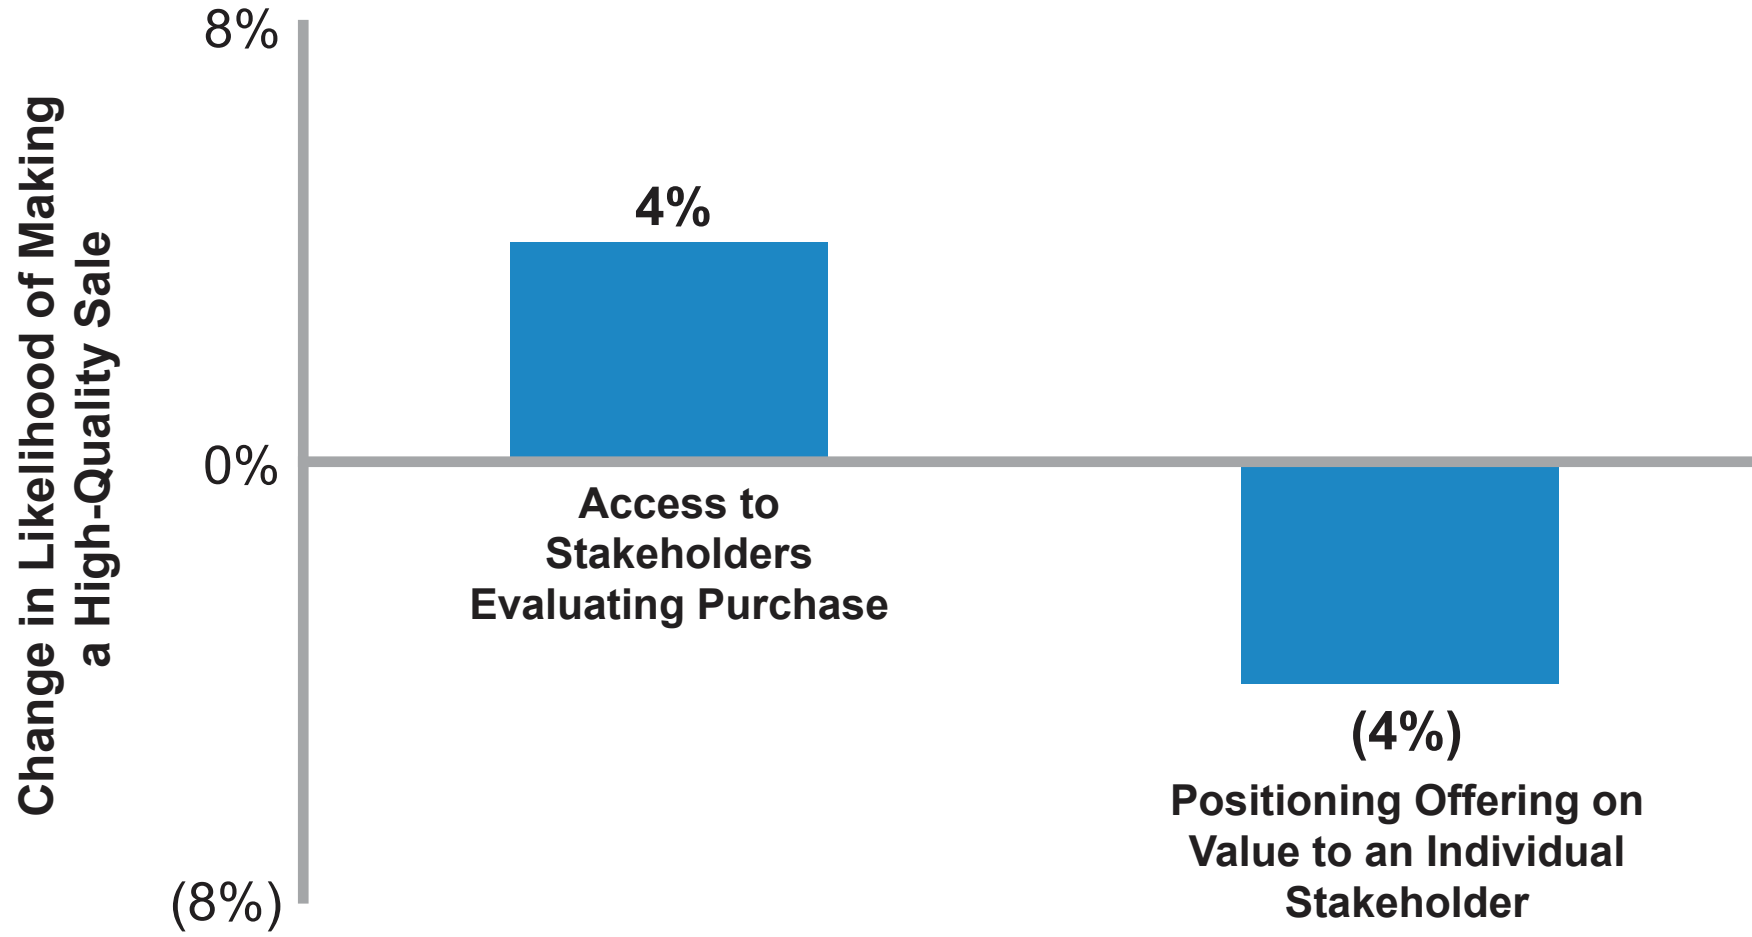 Change in Likelihood of Making
a High-Quality Sale
8%
0%
(8%)
4%
Access to
Stakeholders
Evaluating Purchase
(4%)
Positioning Offering on
Value to an Individual
Stakeholder